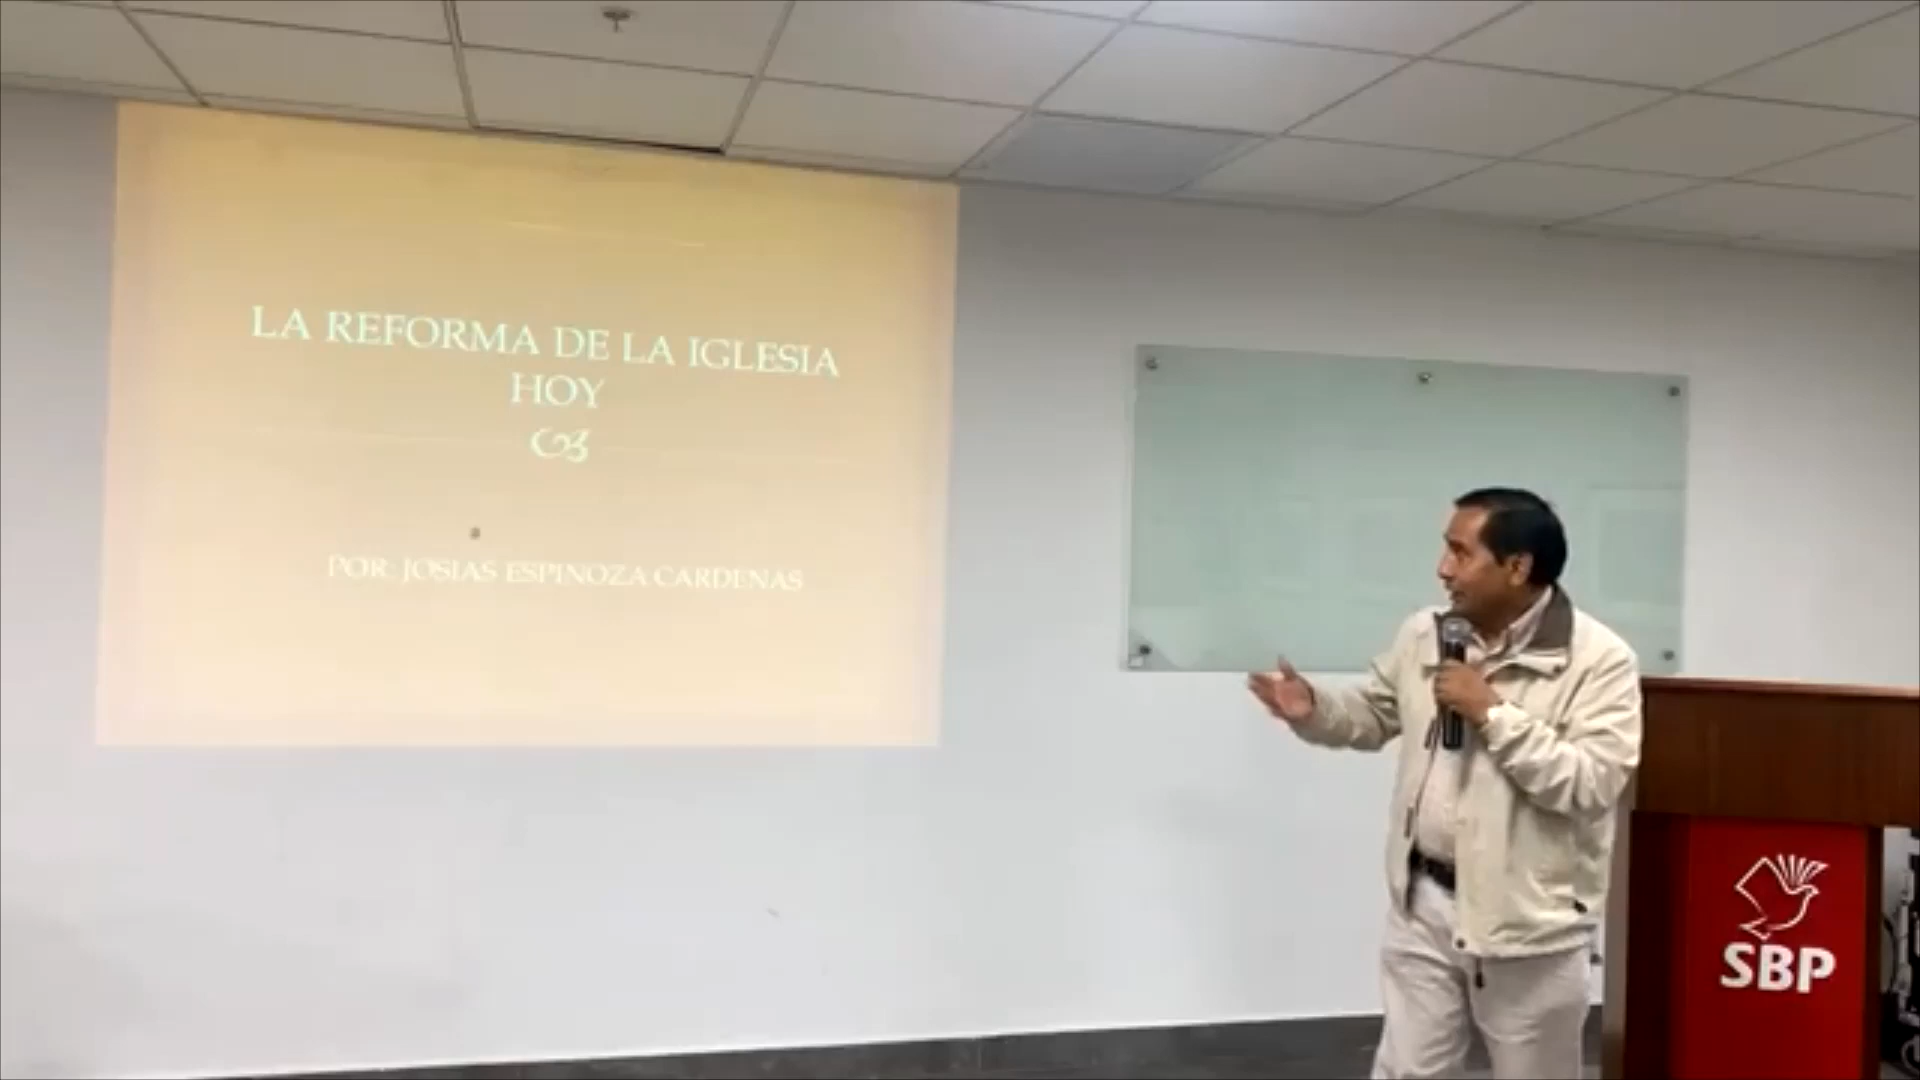 LA REFORMA DE LA IGLESIA
HOY
POR: JOSIAS ESPINOZA CARDENAS
SBP